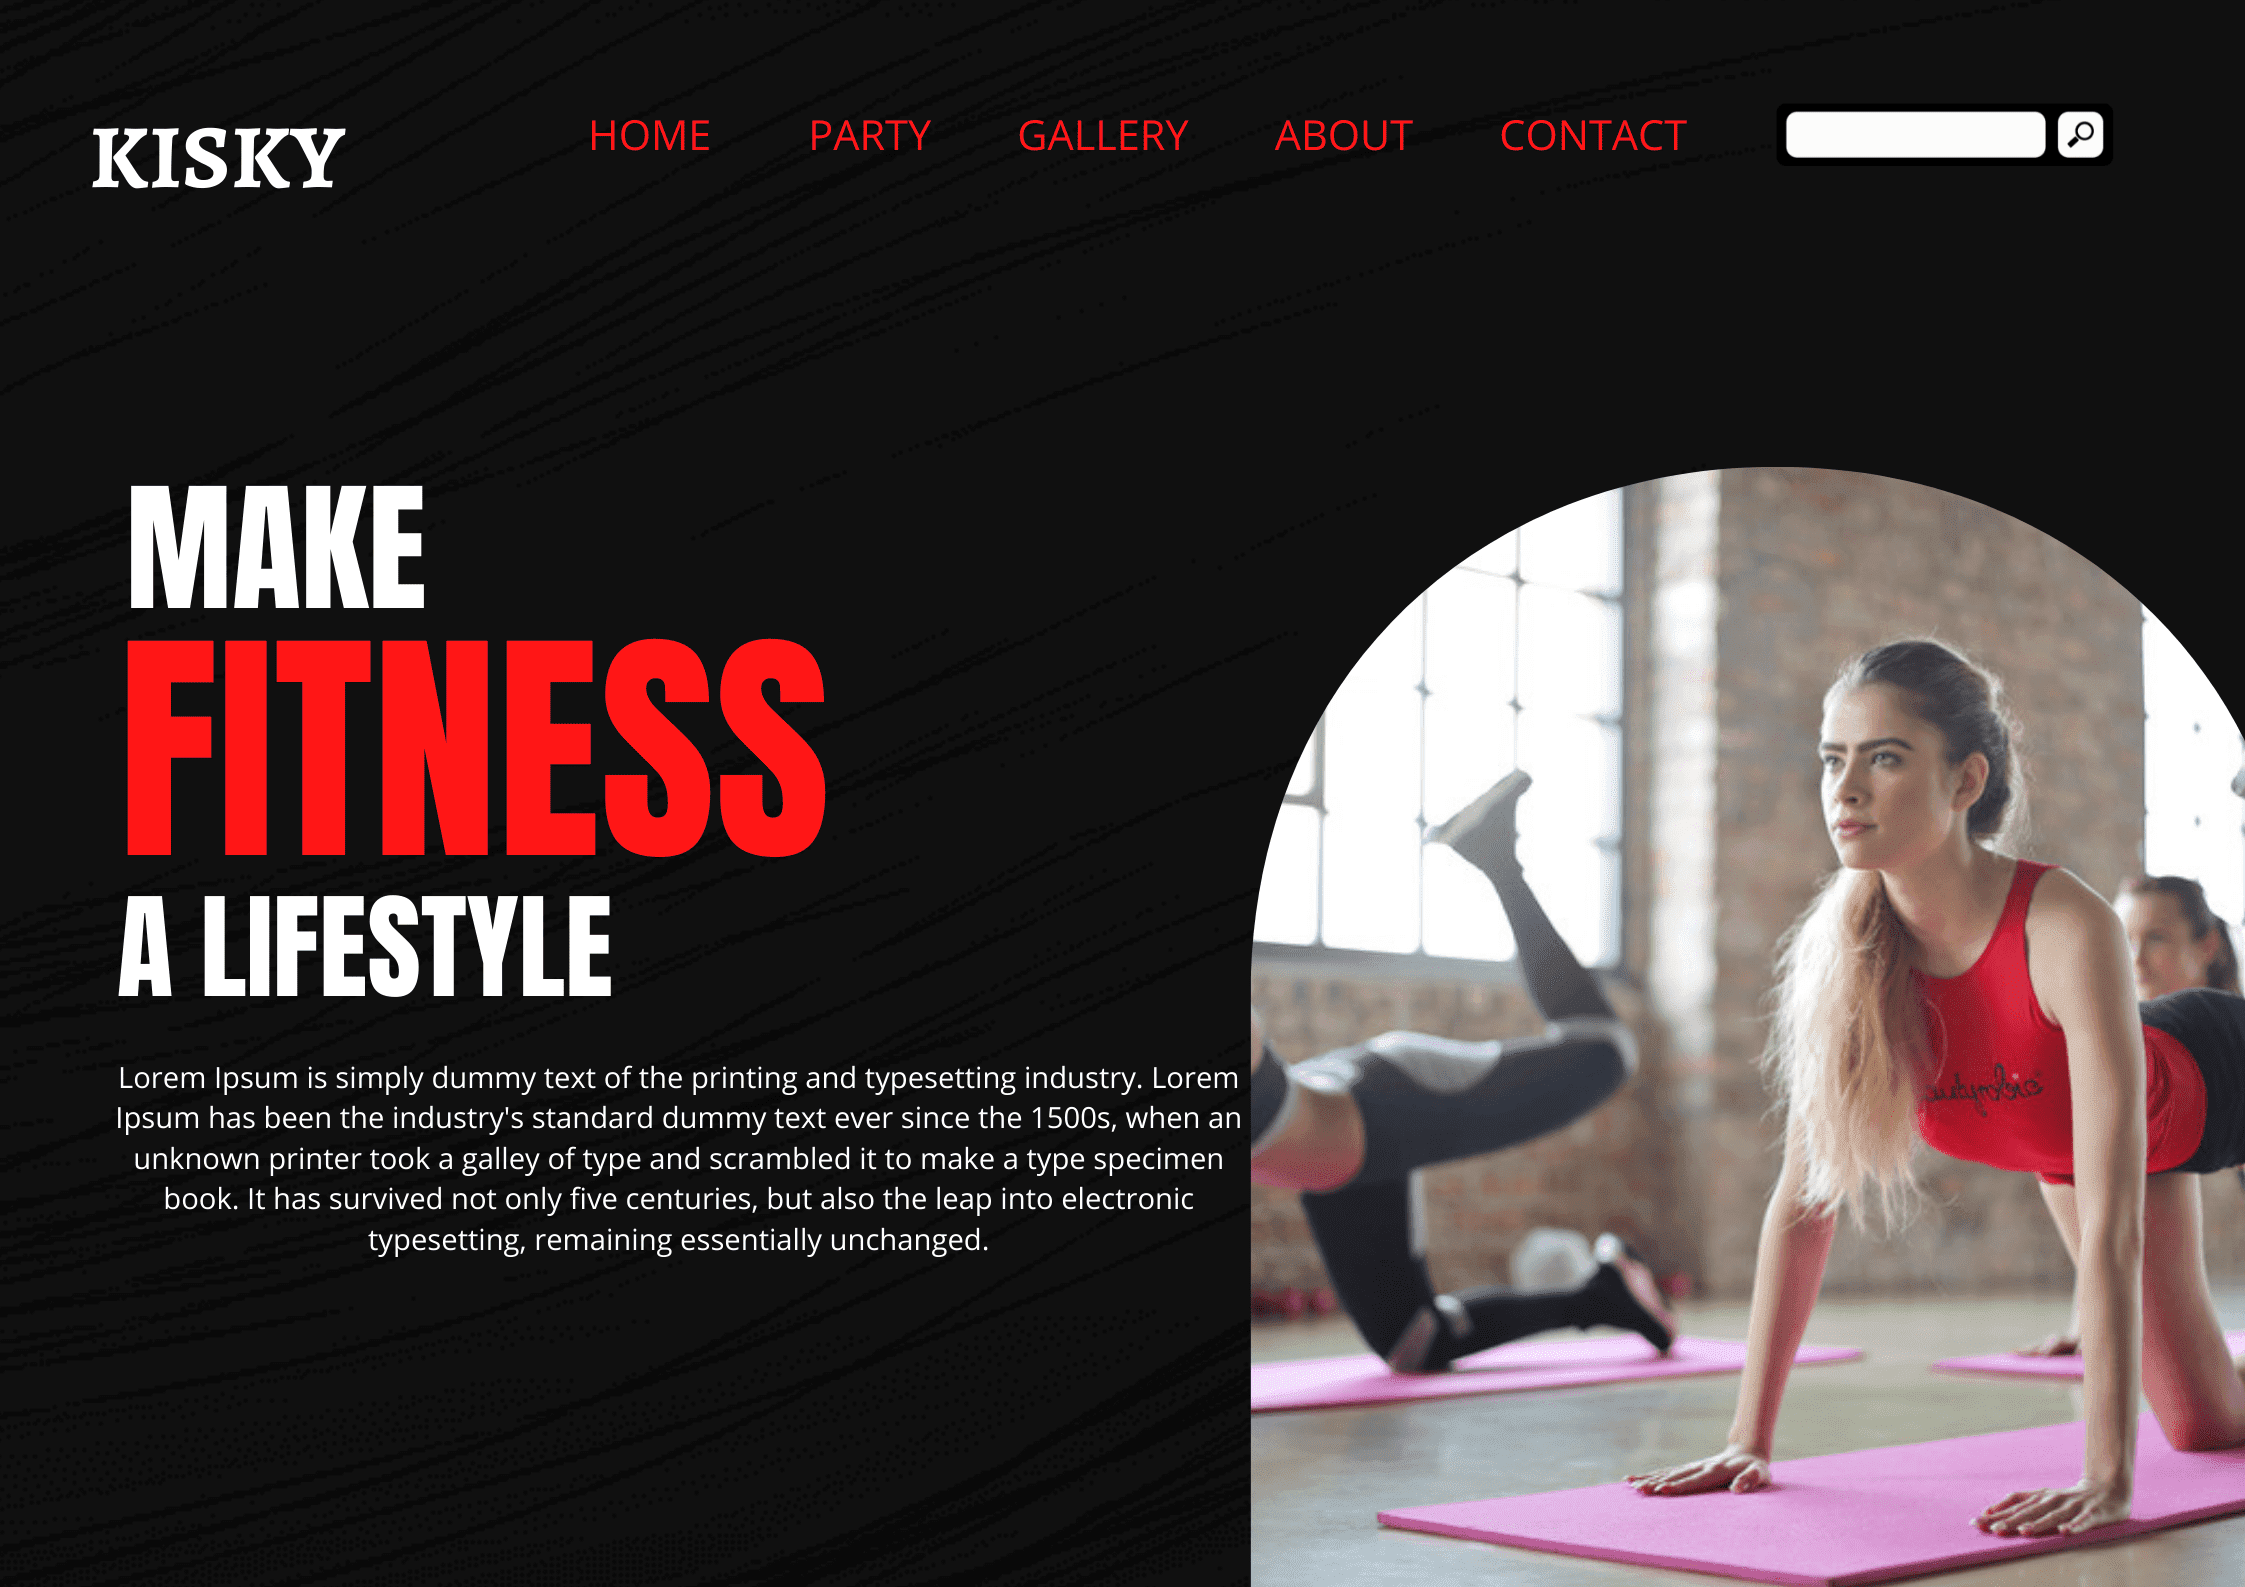 KISKY
HOME PARTY GALLERY ABOUT CONTACT
MAKE
FITNESS
A LIFESTYLE
Lorem Ipsum is simply dummy text of the printing and typesetting industry. Lorem
Ipsum has been the industry's standard dummy text ever since the 1500s, when an
unknown printer took a galley of type and scrambled it to make a type specimen
book. It has survived not only five centuries, but also the leap into electronic
typesetting, remaining essentially unchanged.